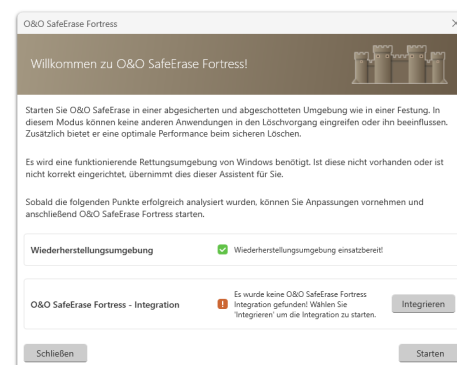 O&O SafeErase Fortress
Willkommen zu O&O SafeErase Fortress!
Starten Sie O&O SafeErase in einer abgesicherten und abgeschotteten Umgebung wie in einer Festung. In
diesem Modus können keine anderen Anwendungen in den Löschvorgang eingreifen oder ihn beeinflussen.
Zusätzlich bietet er eine optimale Performance beim sicheren Löschen.
Es wird eine funktionierende Rettungsumgebung von Windows benötigt. Ist diese nicht vorhanden oder ist
nicht korrekt eingerichtet, übernimmt dies dieser Assistent für Sie.
Sobald die folgenden Punkte erfolgreich analysiert wurden, können Sie Anpassungen vornehmen und
anschließend O&O SafeErase Fortress starten.
Wiederherstellungsumgebung
Wiederherstellungsumgebung einsatzbereit!
O&O SafeErase Fortress - Integration
Es wurde keine O&O SafeErase Fortress
Integration gefunden! Wählen Sie
'Integrieren' um die Integration zu starten.
Integrieren
Schließen
Starten